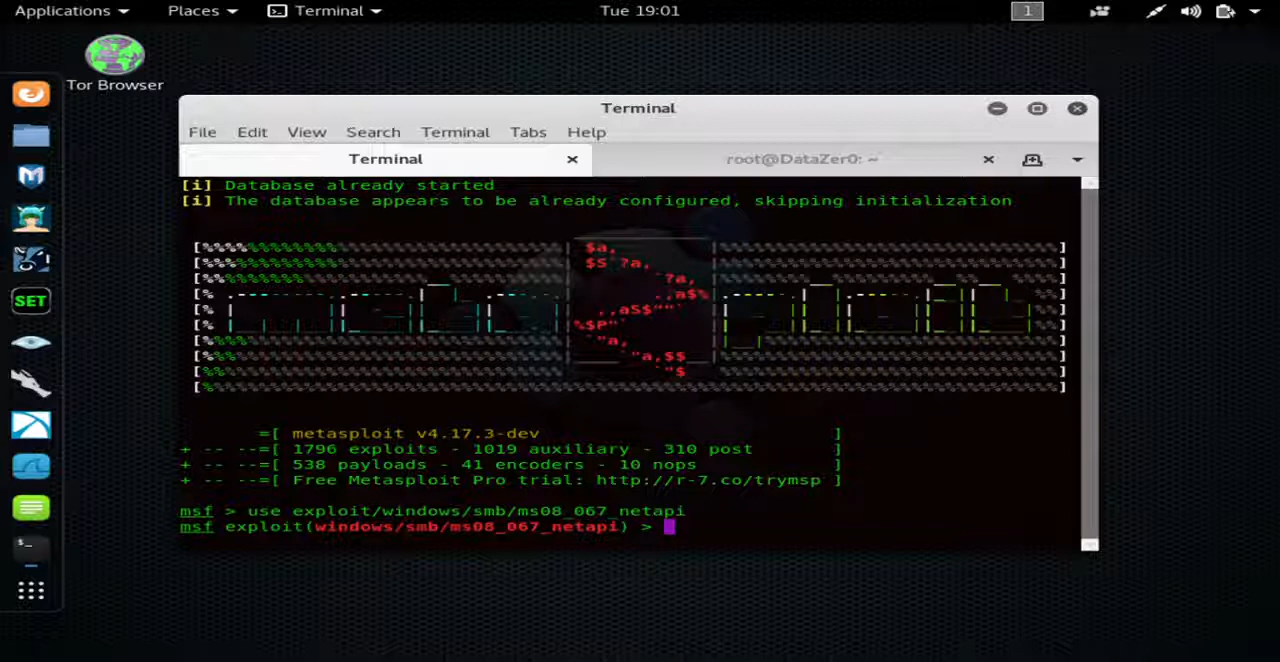 Applications Places Terminal Tue 19:01 1
Tor Browser
Terminal
File Edit View Search Terminal Tabs Help
Terminal × root@DataZer0: ~ ×
[i] Database already started
[i] The database appears to be already configured, skipping initialization
$a,
$S ?a,
?a,
.,a$%
.,aS$""`
%$P"`
`"a,
`"a,$$
`"$
SET
=[ metasploit v4.17.3-dev ]
+ -- --=[ 1796 exploits - 1019 auxiliary - 310 post ]
+ -- --=[ 538 payloads - 41 encoders - 10 nops ]
+ -- --=[ Free Metasploit Pro trial: http://r-7.co/trymsp ]
msf > use exploit/windows/smb/ms08_067_netapi
msf exploit(windows/smb/ms08_067_netapi) >